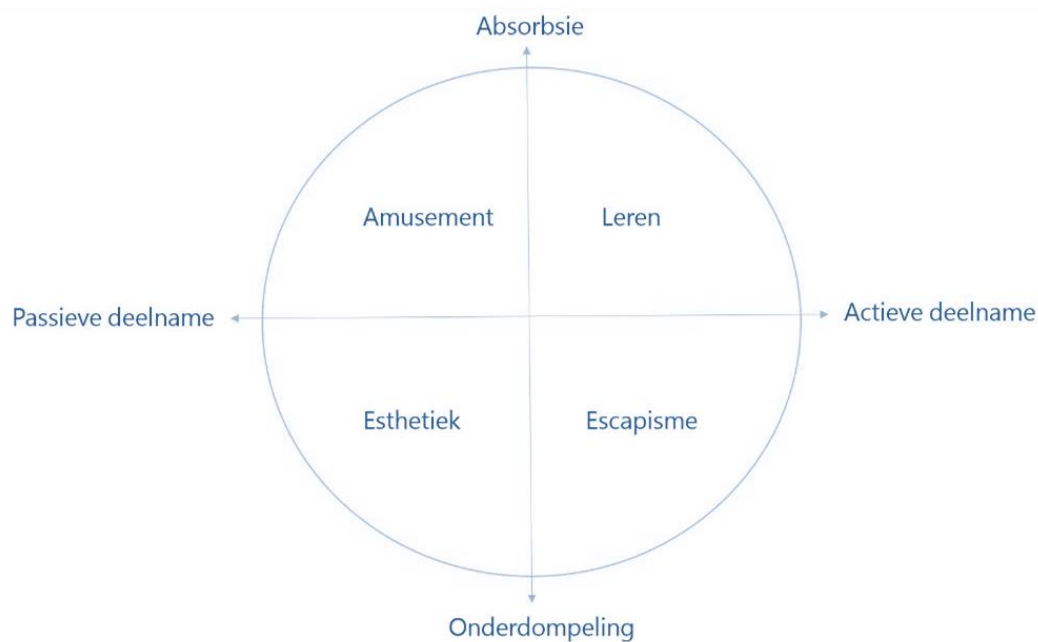 Absorbsie
Amusement
Leren
Passieve deelname
Actieve deelname
Esthetiek
Escapisme
Onderdompeling